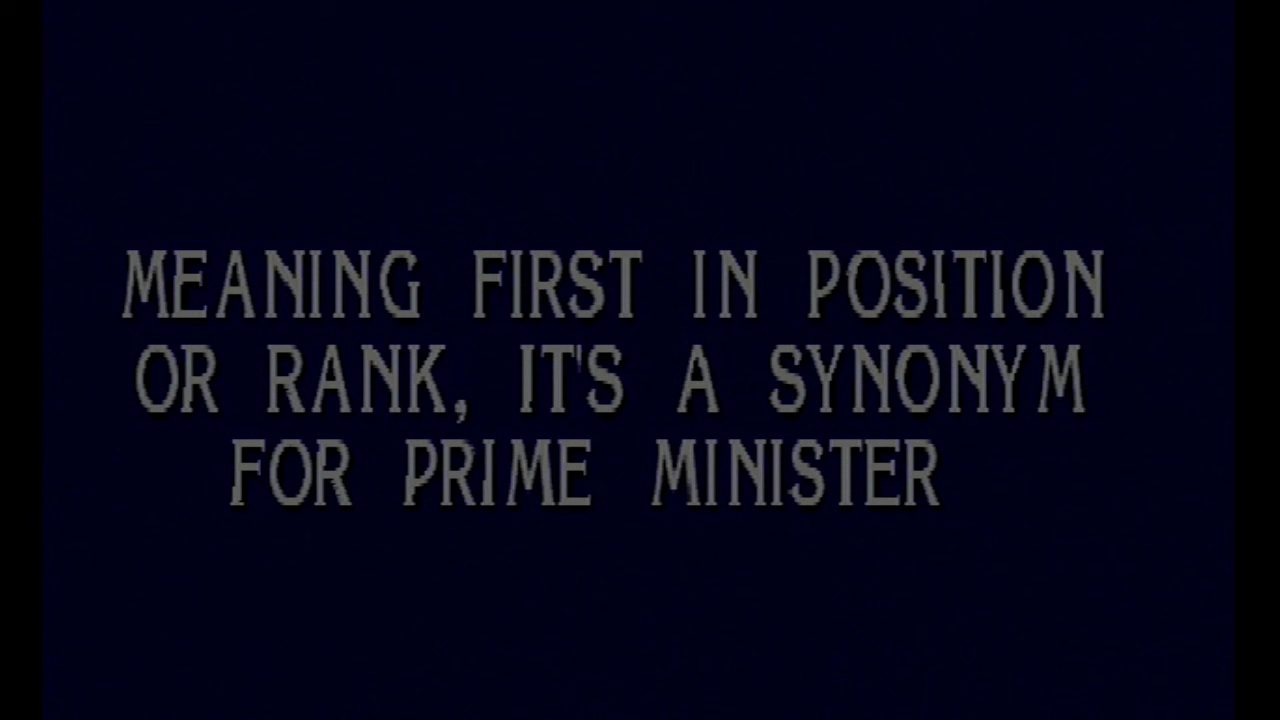 MEANING FIRST IN POSITION
OR RANK, IT'S A SYNONYM
FOR PRIME MINISTER